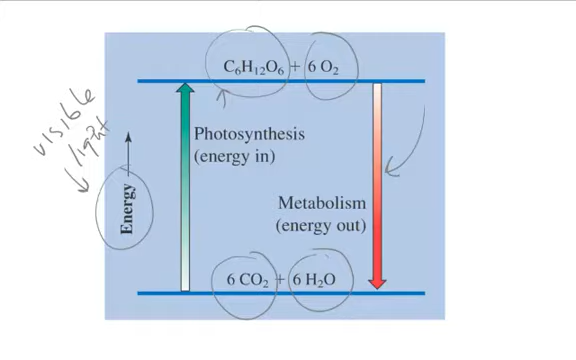 C₆H₁₂O₆ + 6 O₂
visible
light
Photosynthesis
(energy in)
Energy
Metabolism
(energy out)
6 CO₂ + 6 H₂O